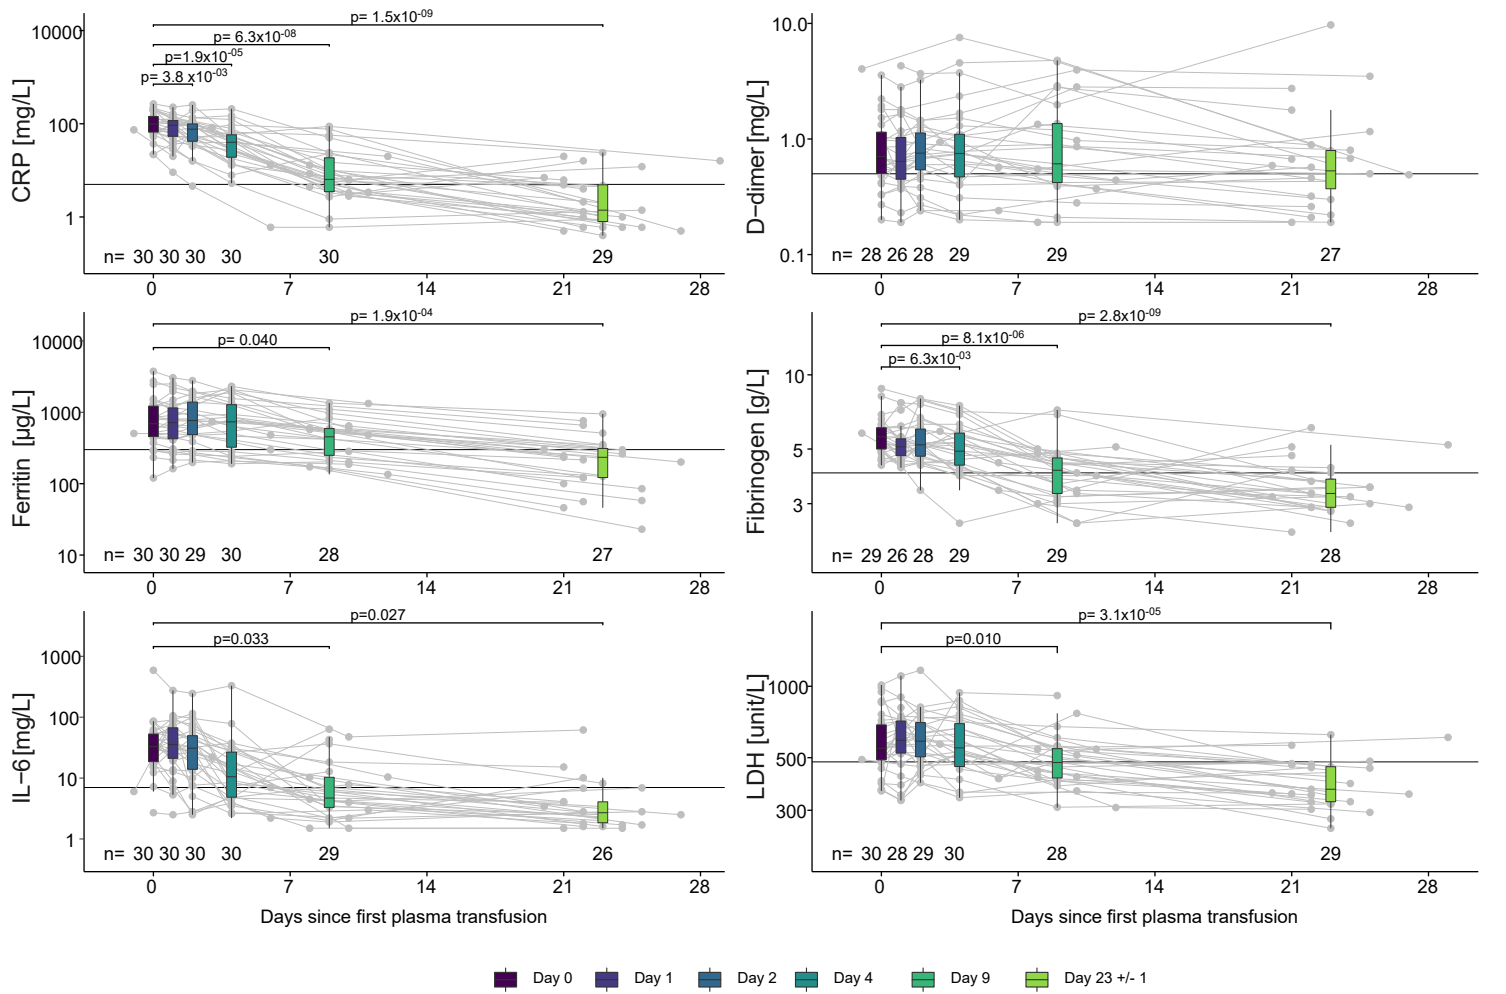 p= 1.5x10-09
p= 6.3x10-08
p=1.9x10-05
p= 3.8 x10-03
CRP [mg/L]
10000
100
1
n= 30 30 30 30 30 29
0 7 14 21 28
D-dimer [mg/L]
10.0
1.0
0.1
n= 28 26 28 29 29 27
0 7 14 21 28
p= 1.9x10-04
p= 0.040
Ferritin [µg/L]
10000
1000
100
10
n= 30 30 29 30 28 27
0 7 14 21 28
p= 2.8x10-09
p= 8.1x10-06
p= 6.3x10-03
Fibrinogen [g/L]
10
5
3
n= 29 26 28 29 29 28
0 7 14 21 28
p=0.027
p=0.033
IL-6[mg/L]
1000
100
10
1
n= 30 30 30 30 29 26
0 7 14 21 28
Days since first plasma transfusion
p= 3.1x10-05
p=0.010
LDH [unit/L]
1000
500
300
n= 30 28 29 30 28 29
0 7 14 21 28
Days since first plasma transfusion
Day 0 Day 1 Day 2 Day 4 Day 9 Day 23 +/- 1